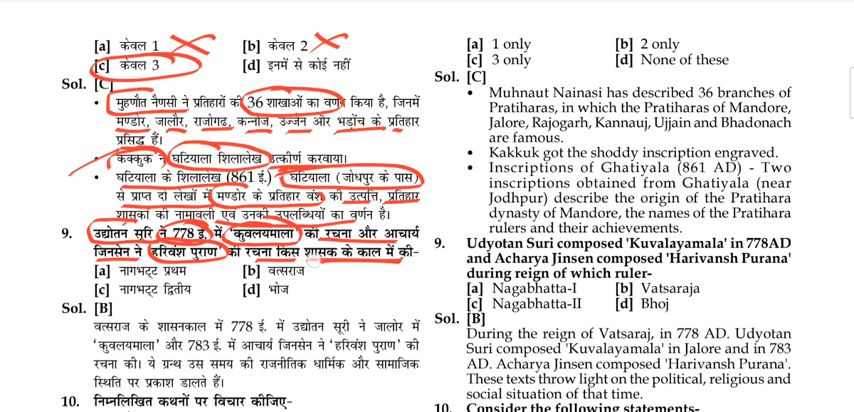 [a] केवल 1 [b] केवल 2
[c] केवल 3 [d] इनमें से कोई नहीं
Sol. [C]
• मुहणौत नैणसी ने प्रतिहारों की 36 शाखाओं का वर्णन किया है, जिनमें
मण्डोर, जालौर, राजोगढ, कन्नौज, उज्जैन और भड़ोंच के प्रतिहार
प्रसिद्ध हैं।
कक्कुक ने घटियाला शिलालेख उत्कीर्ण करवाया।
• घटियाला के शिलालेख (861 ई.) - घटियाला (जोधपुर के पास)
से प्राप्त दो लेखों में मण्डोर के प्रतिहार वंश की उत्पत्ति, प्रतिहार
शासकों की नामावली एवं उनकी उपलब्धियों का वर्णन है।
9. उद्योतन सूरि ने 778 ई. में 'कुवलयमाला' की रचना और आचार्य
जिनसेन ने 'हरिवंश पुराण' की रचना किस शासक के काल में की-
[a] नागभट्ट प्रथम [b] वत्सराज
[c] नागभट्ट द्वितीय [d] भोज
Sol. [B]
वत्सराज के शासनकाल में 778 ई. में उद्योतन सूरी ने जालोर में
'कुवलयमाला' और 783 ई. में आचार्य जिनसेन ने 'हरिवंश पुराण' की
रचना की। ये ग्रन्थ उस समय की राजनीतिक धार्मिक और सामाजिक
स्थिति पर प्रकाश डालते हैं।
10. निम्नलिखित कथनों पर विचार कीजिए-
[a] 1 only [b] 2 only
[c] 3 only [d] None of these
Sol. [C]
• Muhnaut Nainasi has described 36 branches of
Pratiharas, in which the Pratiharas of Mandore,
Jalore, Rajogarh, Kannauj, Ujjain and Bhadonach
are famous.
• Kakkuk got the shoddy inscription engraved.
• Inscriptions of Ghatiyala (861 AD) - Two
inscriptions obtained from Ghatiyala (near
Jodhpur) describe the origin of the Pratihara
dynasty of Mandore, the names of the Pratihara
rulers and their achievements.
9. Udyotan Suri composed 'Kuvalayamala' in 778AD
and Acharya Jinsen composed 'Harivansh Purana'
during reign of which ruler-
[a] Nagabhatta-I [b] Vatsaraja
[c] Nagabhatta-II [d] Bhoj
Sol. [B]
During the reign of Vatsaraj, in 778 AD. Udyotan
Suri composed 'Kuvalayamala' in Jalore and in 783
AD. Acharya Jinsen composed 'Harivansh Purana'.
These texts throw light on the political, religious and
social situation of that time.
10. Consider the following statements-